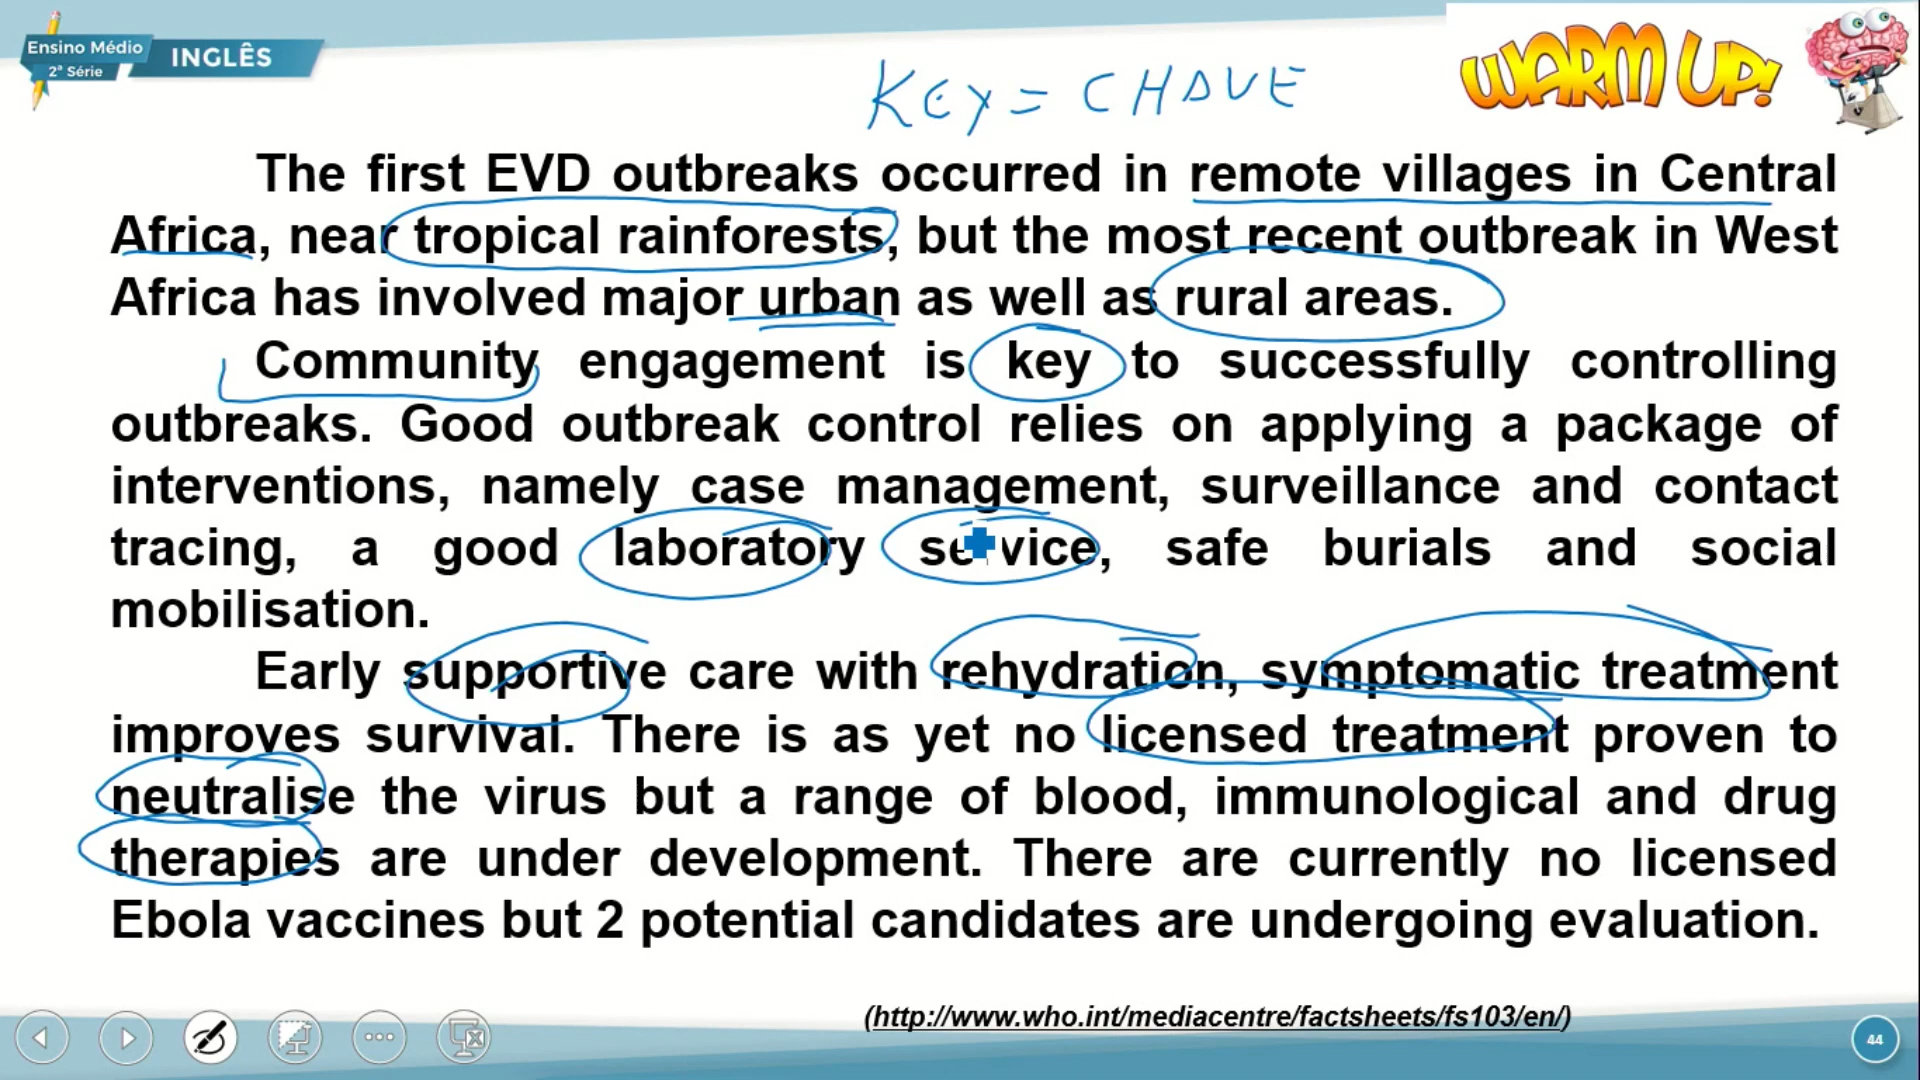 Ensino Médio
2ª Série
INGLÊS
WARM UP!
KEY = CHAVE
The first EVD outbreaks occurred in remote villages in Central
Africa, near tropical rainforests, but the most recent outbreak in West
Africa has involved major urban as well as rural areas.
Community engagement is key to successfully controlling
outbreaks. Good outbreak control relies on applying a package of
interventions, namely case management, surveillance and contact
tracing, a good laboratory service, safe burials and social
mobilisation.
Early supportive care with rehydration, symptomatic treatment
improves survival. There is as yet no licensed treatment proven to
neutralise the virus but a range of blood, immunological and drug
therapies are under development. There are currently no licensed
Ebola vaccines but 2 potential candidates are undergoing evaluation.
(http://www.who.int/mediacentre/factsheets/fs103/en/)
44